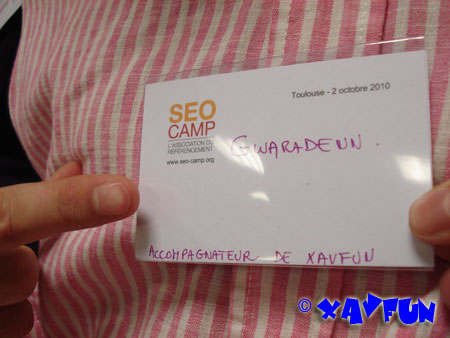 Toulouse - 2 octobre 2010
SEO
CAMP
L'ASSOCIATION DU
RÉFÉRENCEMENT
www.seo-camp.org
GWARADENN.
ACCOMPAGNATEUR DE XAVFUN
© XAVFUN